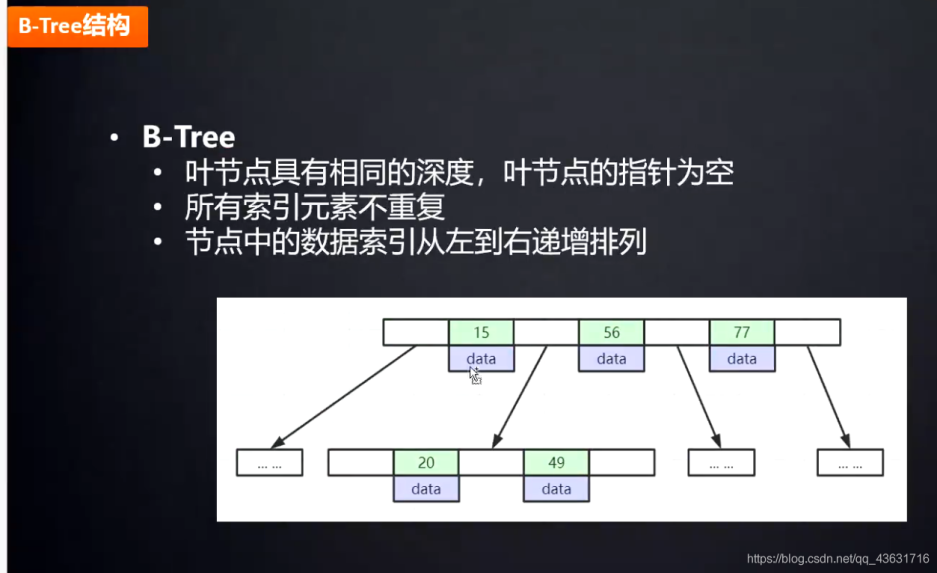 B-Tree结构
• B-Tree
• 叶节点具有相同的深度，叶节点的指针为空
• 所有索引元素不重复
• 节点中的数据索引从左到右递增排列
15 56 77
data data data
... ... 20 49 ... ... ... ...
data data
https://blog.csdn.net/qq_43631716